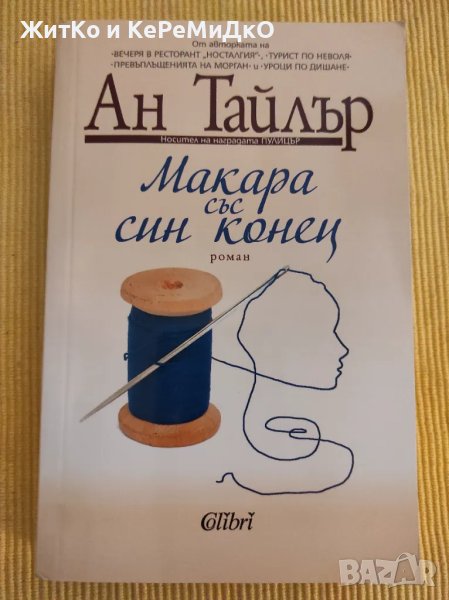 ЖитКо и КеРеМидкО
От авторката на
•ВЕЧЕРЯ В РЕСТОРАНТ „НОСТАЛГИЯ"•, •ТУРИСТ ПО НЕВОЛЯ•
•ПРЕВЪПЛЪЩЕНИЯТА НА МОРГАН• и •УРОЦИ ПО ДИШАНЕ•
Ан Тайлър
Носител на наградата ПУЛИЦЪР
Макара
със
син конец
роман
Colibri
BAZAR